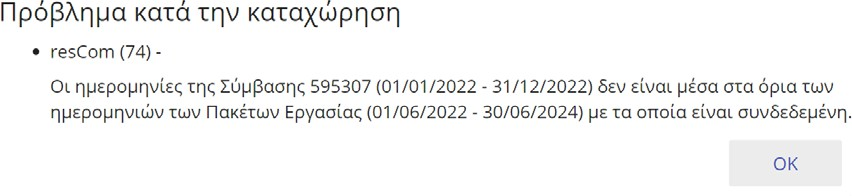 Πρόβλημα κατά την καταχώρηση
• resCom (74) -
Οι ημερομηνίες της Σύμβασης 595307 (01/01/2022 - 31/12/2022) δεν είναι μέσα στα όρια των
ημερομηνιών των Πακέτων Εργασίας (01/06/2022 - 30/06/2024) με τα οποία είναι συνδεδεμένη.
OK